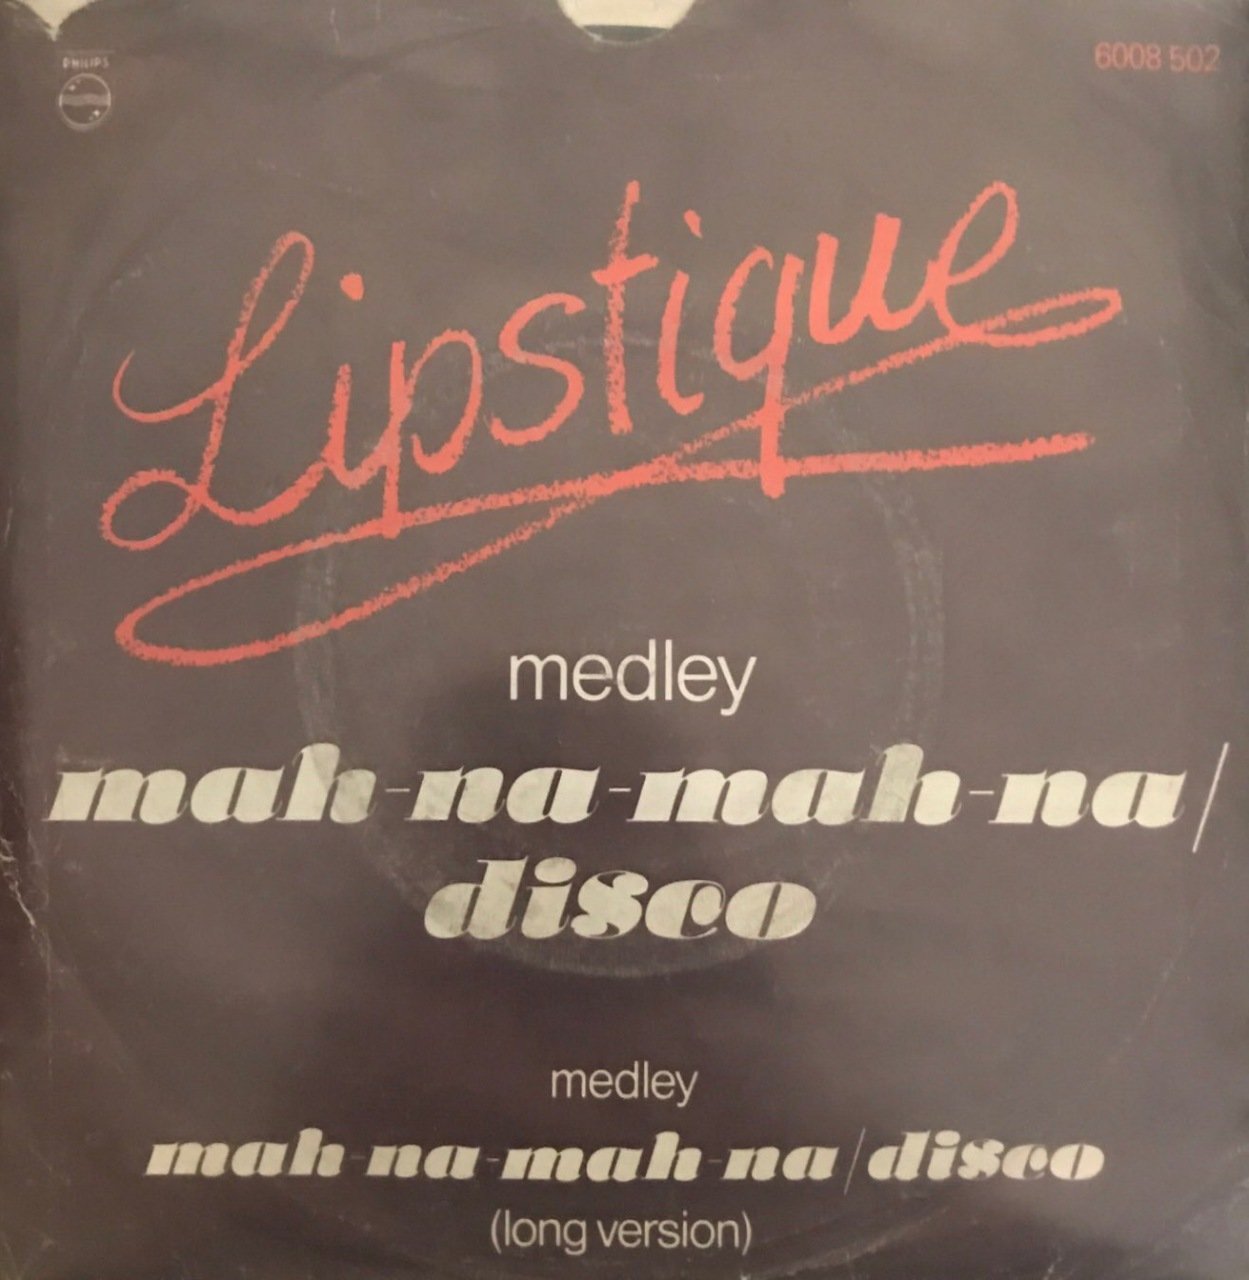 PHILIPS
6008 502
Lipstique
medley
mah-na-mah-na/
disco
medley
mah-na-mah-na/disco
(long version)